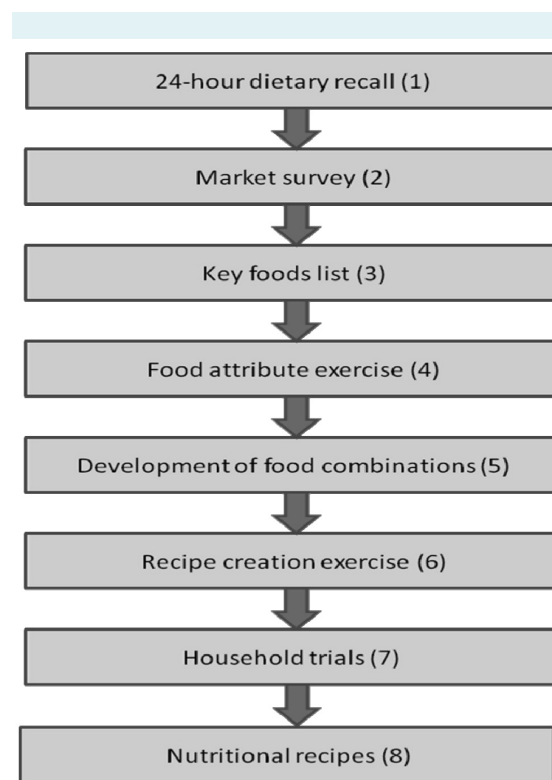 24-hour dietary recall (1)
Market survey (2)
Key foods list (3)
Food attribute exercise (4)
Development of food combinations (5)
Recipe creation exercise (6)
Household trials (7)
Nutritional recipes (8)